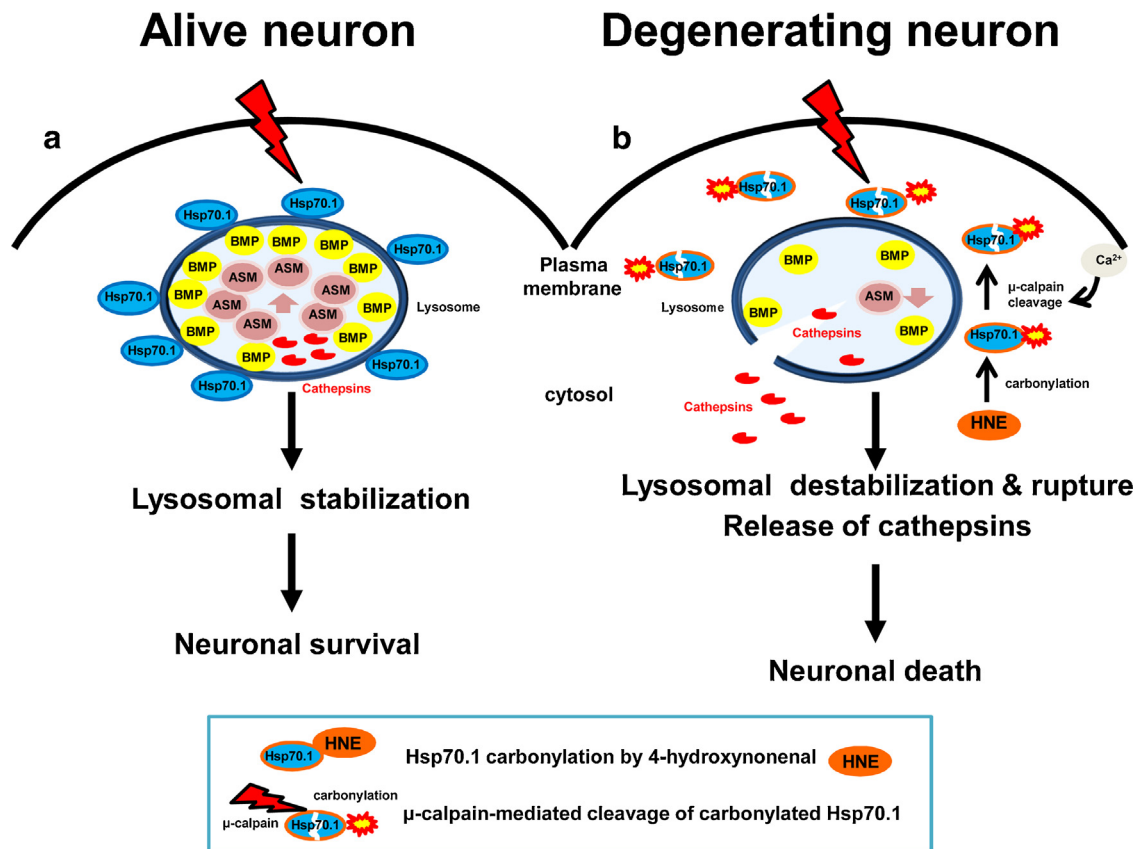 Alive neuron
Degenerating neuron
a
Hsp70.1
Hsp70.1
Hsp70.1
Hsp70.1
Hsp70.1
Hsp70.1
Hsp70.1
BMP
BMP
BMP
BMP
BMP
BMP
BMP
BMP
BMP
BMP
BMP
ASM
ASM
ASM
ASM
ASM
ASM
Lysosome
Cathepsins
Lysosomal stabilization
Neuronal survival
Plasma
membrane
cytosol
b
Hsp70.1
Hsp70.1
Hsp70.1
Hsp70.1
Ca2+
µ-calpain
cleavage
Hsp70.1
carbonylation
HNE
Lysosome
BMP
BMP
BMP
BMP
ASM
Cathepsins
Cathepsins
Lysosomal destabilization & rupture
Release of cathepsins
Neuronal death
Hsp70.1
HNE
Hsp70.1 carbonylation by 4-hydroxynonenal
HNE
carbonylation
µ-calpain
Hsp70.1
µ-calpain-mediated cleavage of carbonylated Hsp70.1